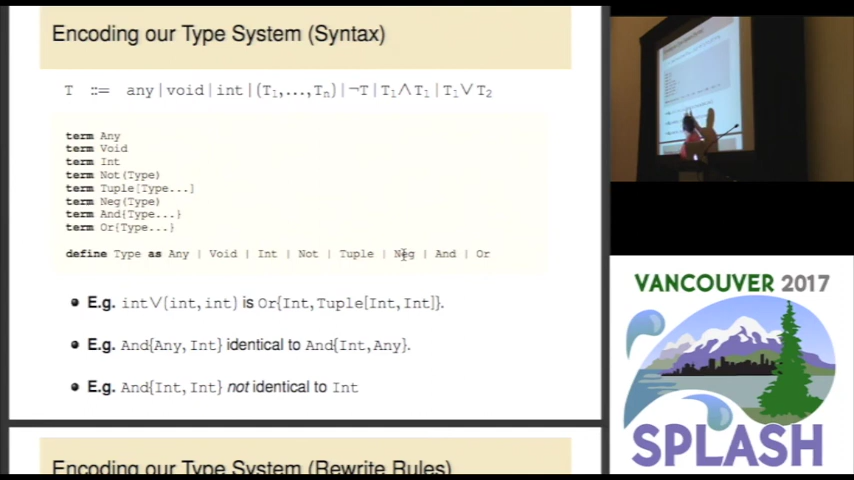 Encoding our Type System (Syntax)
T ::= any|void|int|(T₁,...,Tₙ)|¬T|T₁∧T₁|T₁∨T₂
term Any
term Void
term Int
term Not(Type)
term Tuple[Type...]
term Neg(Type)
term And{Type...}
term Or{Type...}
define Type as Any | Void | Int | Not | Tuple | Neg | And | Or
E.g. int∨(int,int) is Or{Int,Tuple[Int,Int]}.
E.g. And{Any,Int} identical to And{Int,Any}.
E.g. And{Int,Int} not identical to Int
Encoding our Type System (Rewrite Rules)
VANCOUVER 2017
SPLASH